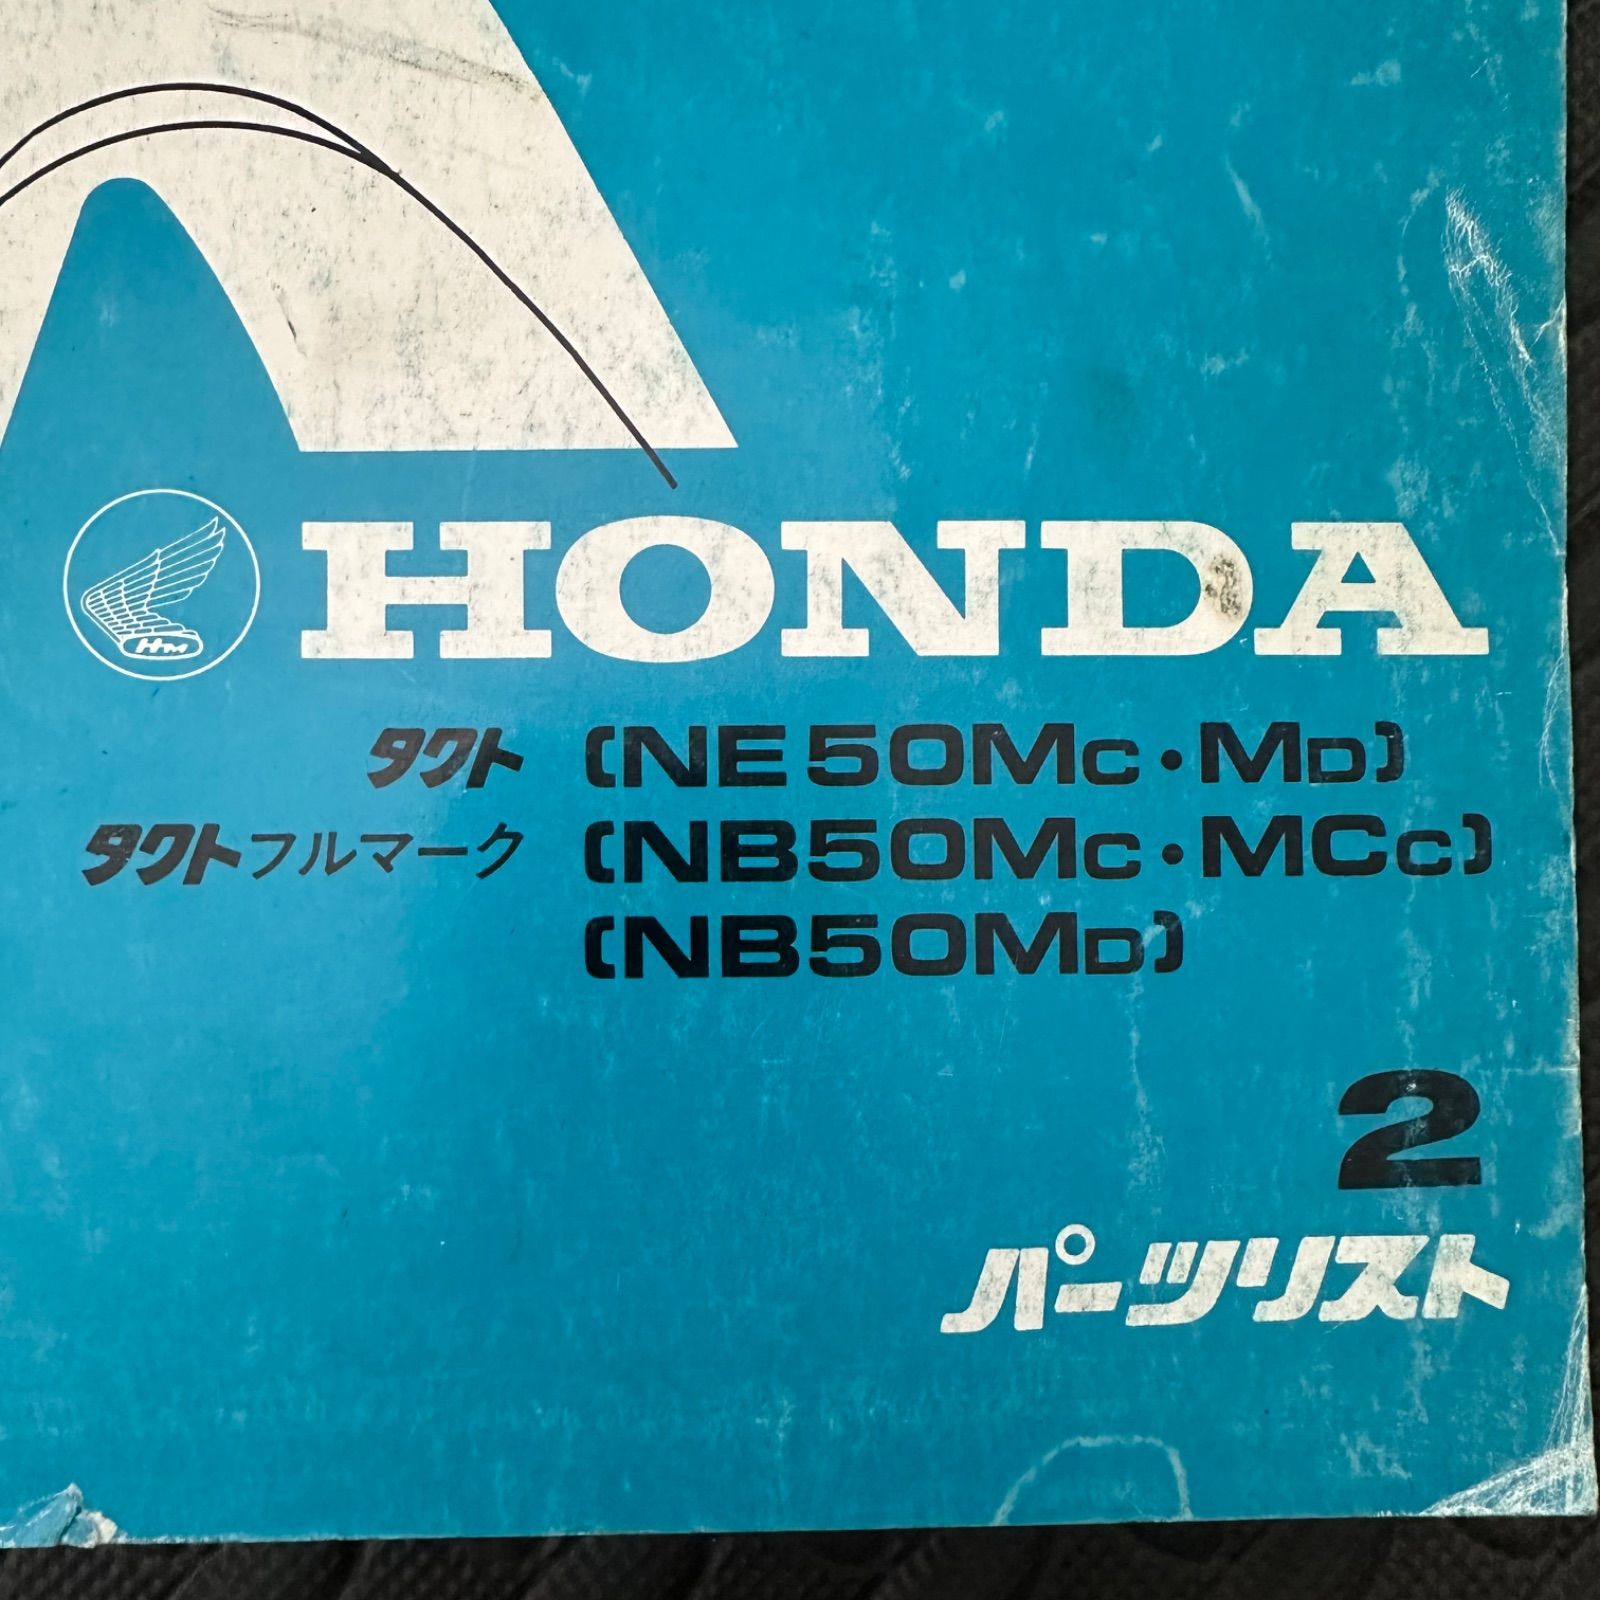 HM
HONDA
タクト (NE50Mc・MD)
タクトフルマーク (NB50Mc・MCc)
(NB50MD)
2
パーツリスト